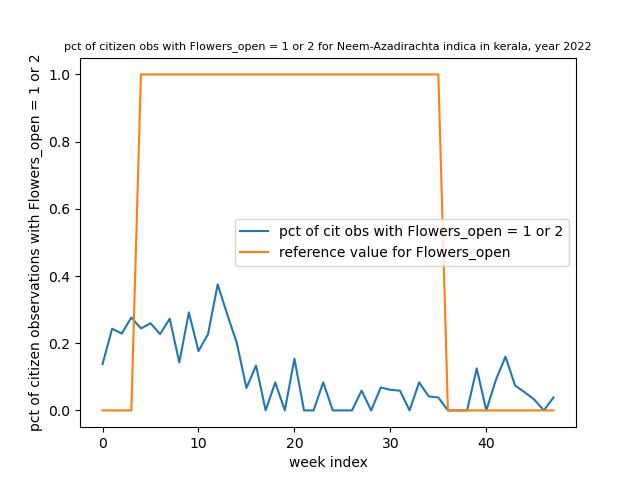 pct of citizen obs with Flowers_open = 1 or 2 for Neem-Azadirachta indica in kerala, year 2022
pct of citizen observations with Flowers_open = 1 or 2
1.0
0.8
0.6
0.4
0.2
0.0
pct of cit obs with Flowers_open = 1 or 2
reference value for Flowers_open
0 10 20 30 40
week index